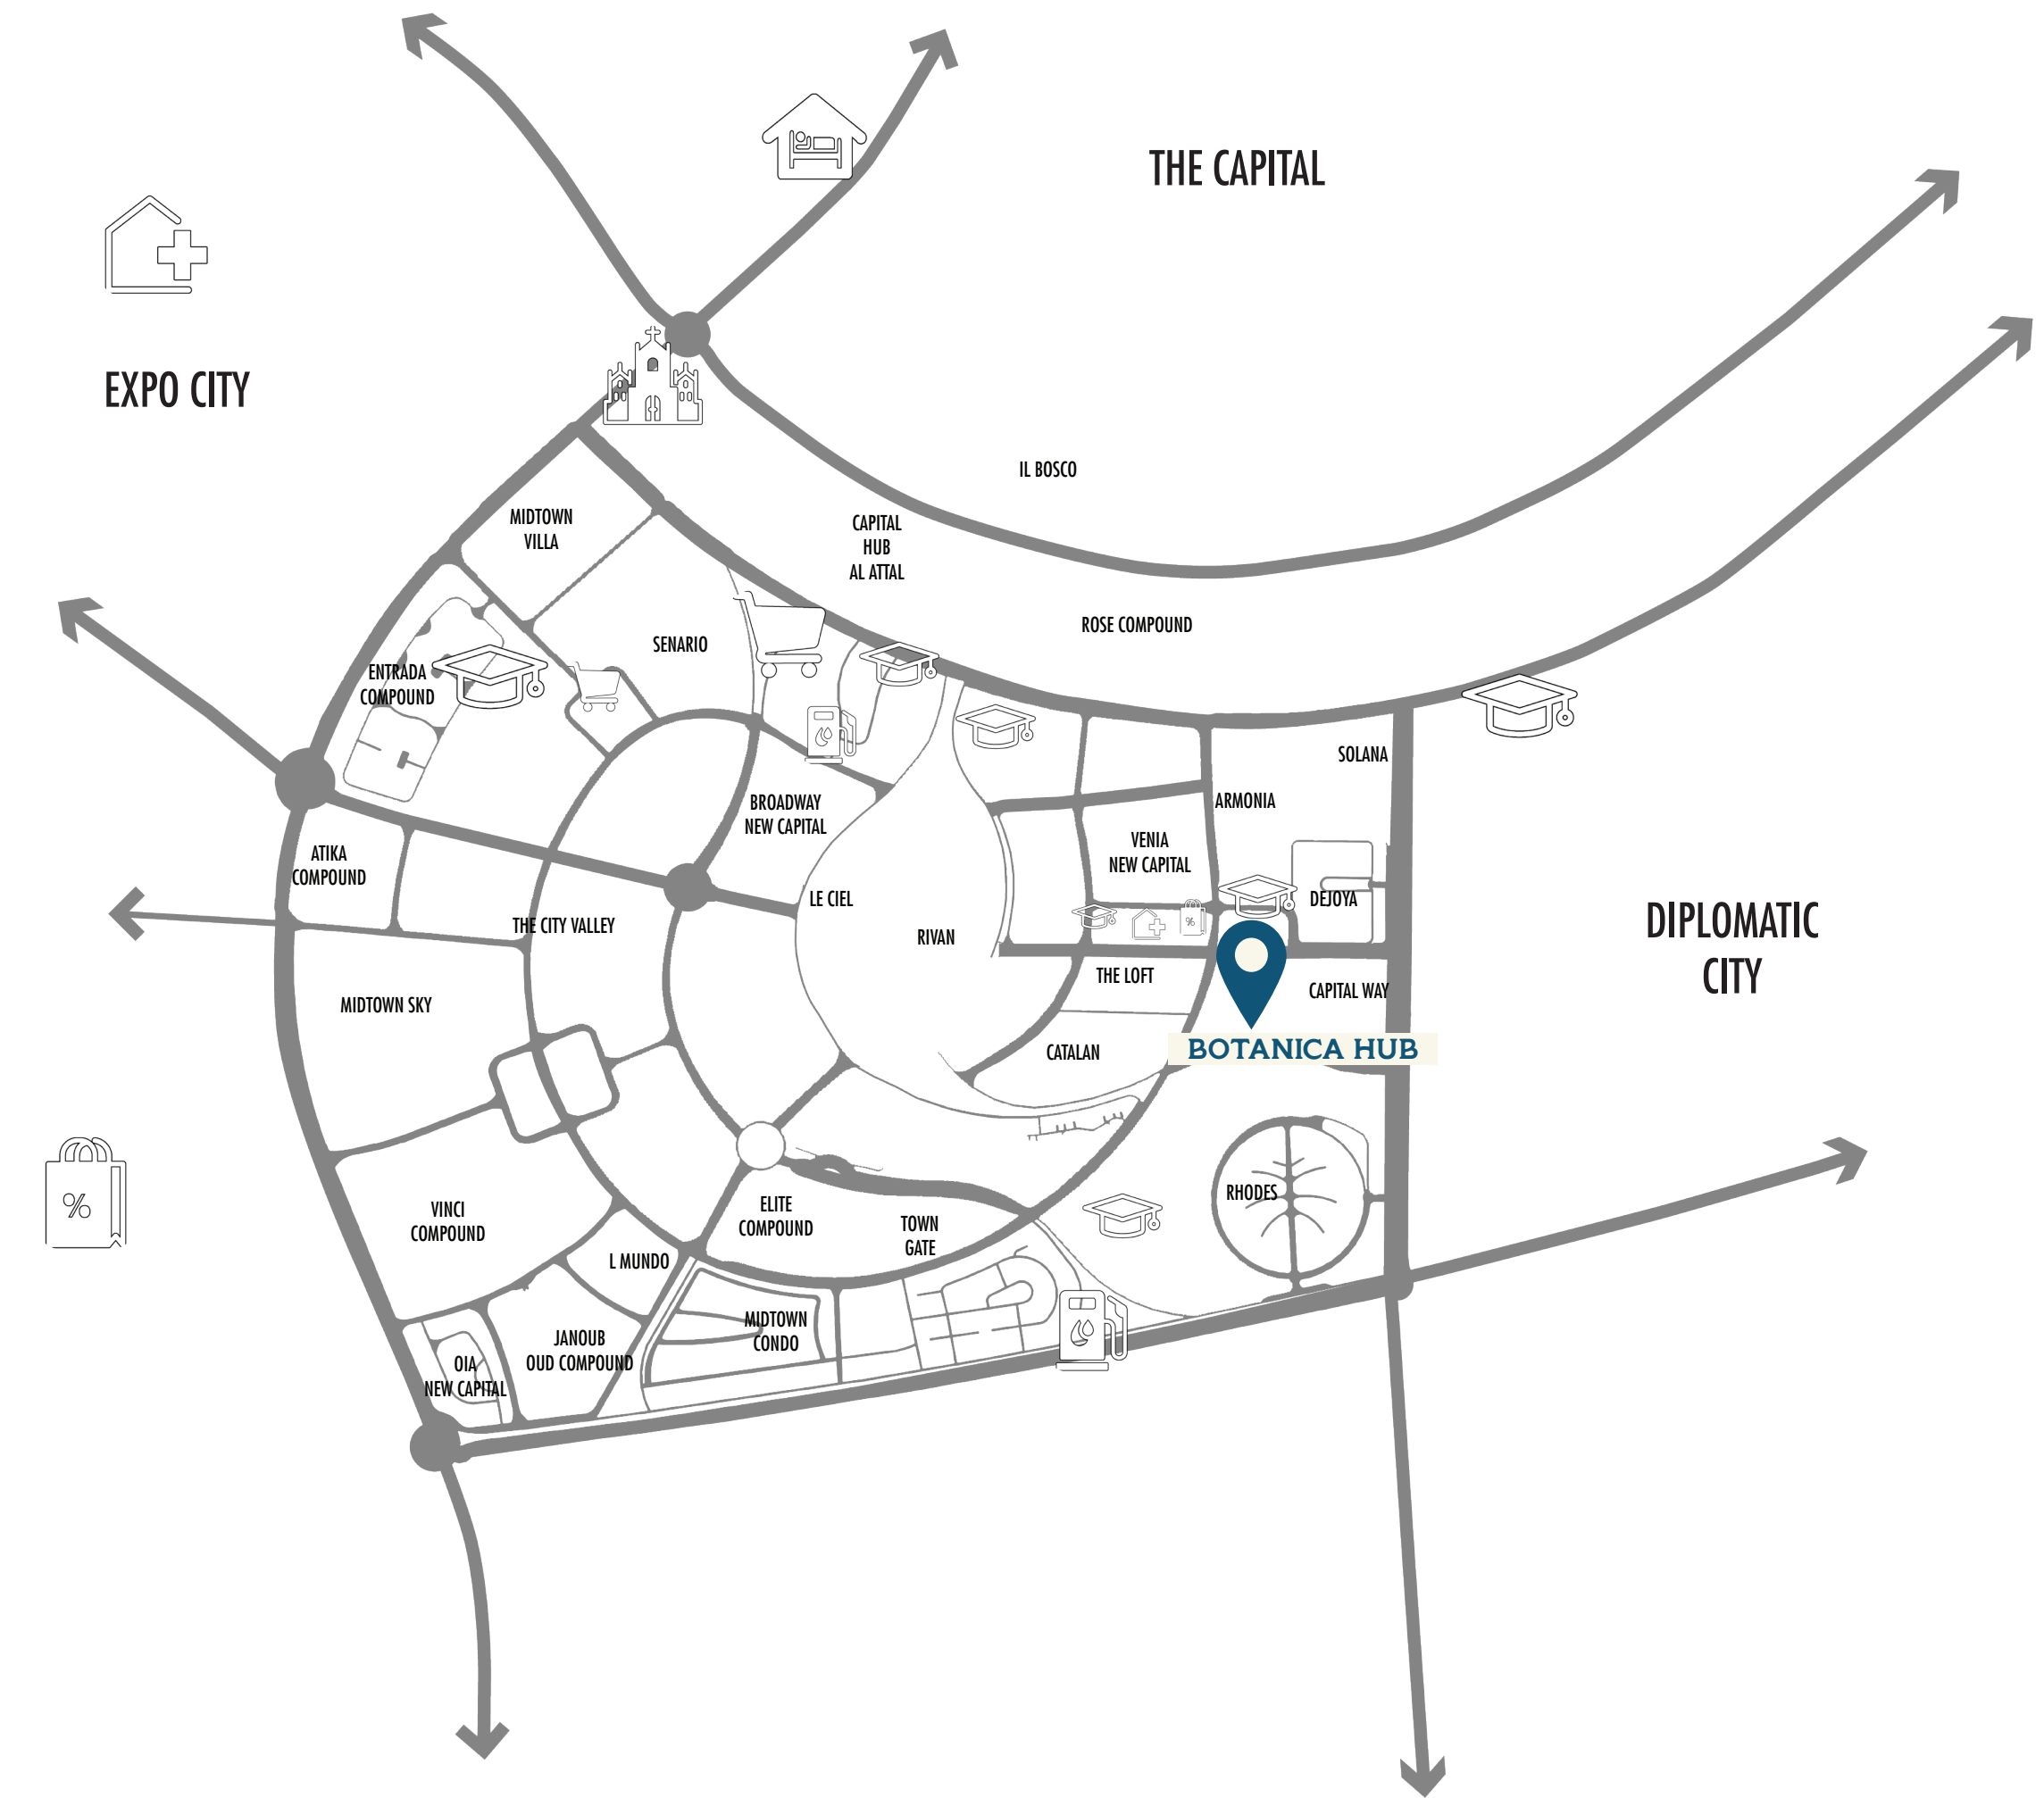 THE CAPITAL
EXPO CITY
IL BOSCO
MIDTOWN
VILLA
CAPITAL
HUB
AL ATTAL
ROSE COMPOUND
SENARIO
ENTRADA
COMPOUND
SOLANA
BROADWAY
NEW CAPITAL
ARMONIA
VENIA
NEW CAPITAL
ATIKA
COMPOUND
LE CIEL
DEJOYA
THE CITY VALLEY
RIVAN
%
DIPLOMATIC
CITY
THE LOFT
CAPITAL WAY
MIDTOWN SKY
CATALAN
BOTANICA HUB
%
RHODES
VINCI
COMPOUND
ELITE
COMPOUND
TOWN
GATE
L MUNDO
MIDTOWN
CONDO
JANOUB
OUD COMPOUND
OIA
NEW CAPITAL